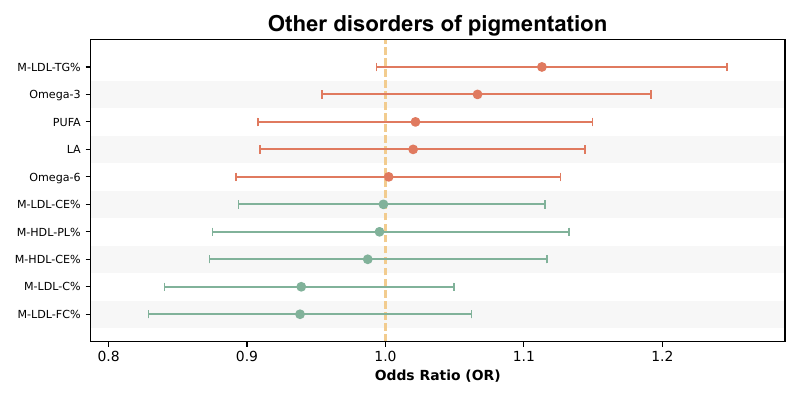 Other disorders of pigmentation
M-LDL-TG%
Omega-3
PUFA
LA
Omega-6
M-LDL-CE%
M-HDL-PL%
M-HDL-CE%
M-LDL-C%
M-LDL-FC%
0.8 0.9 1.0 1.1 1.2
Odds Ratio (OR)